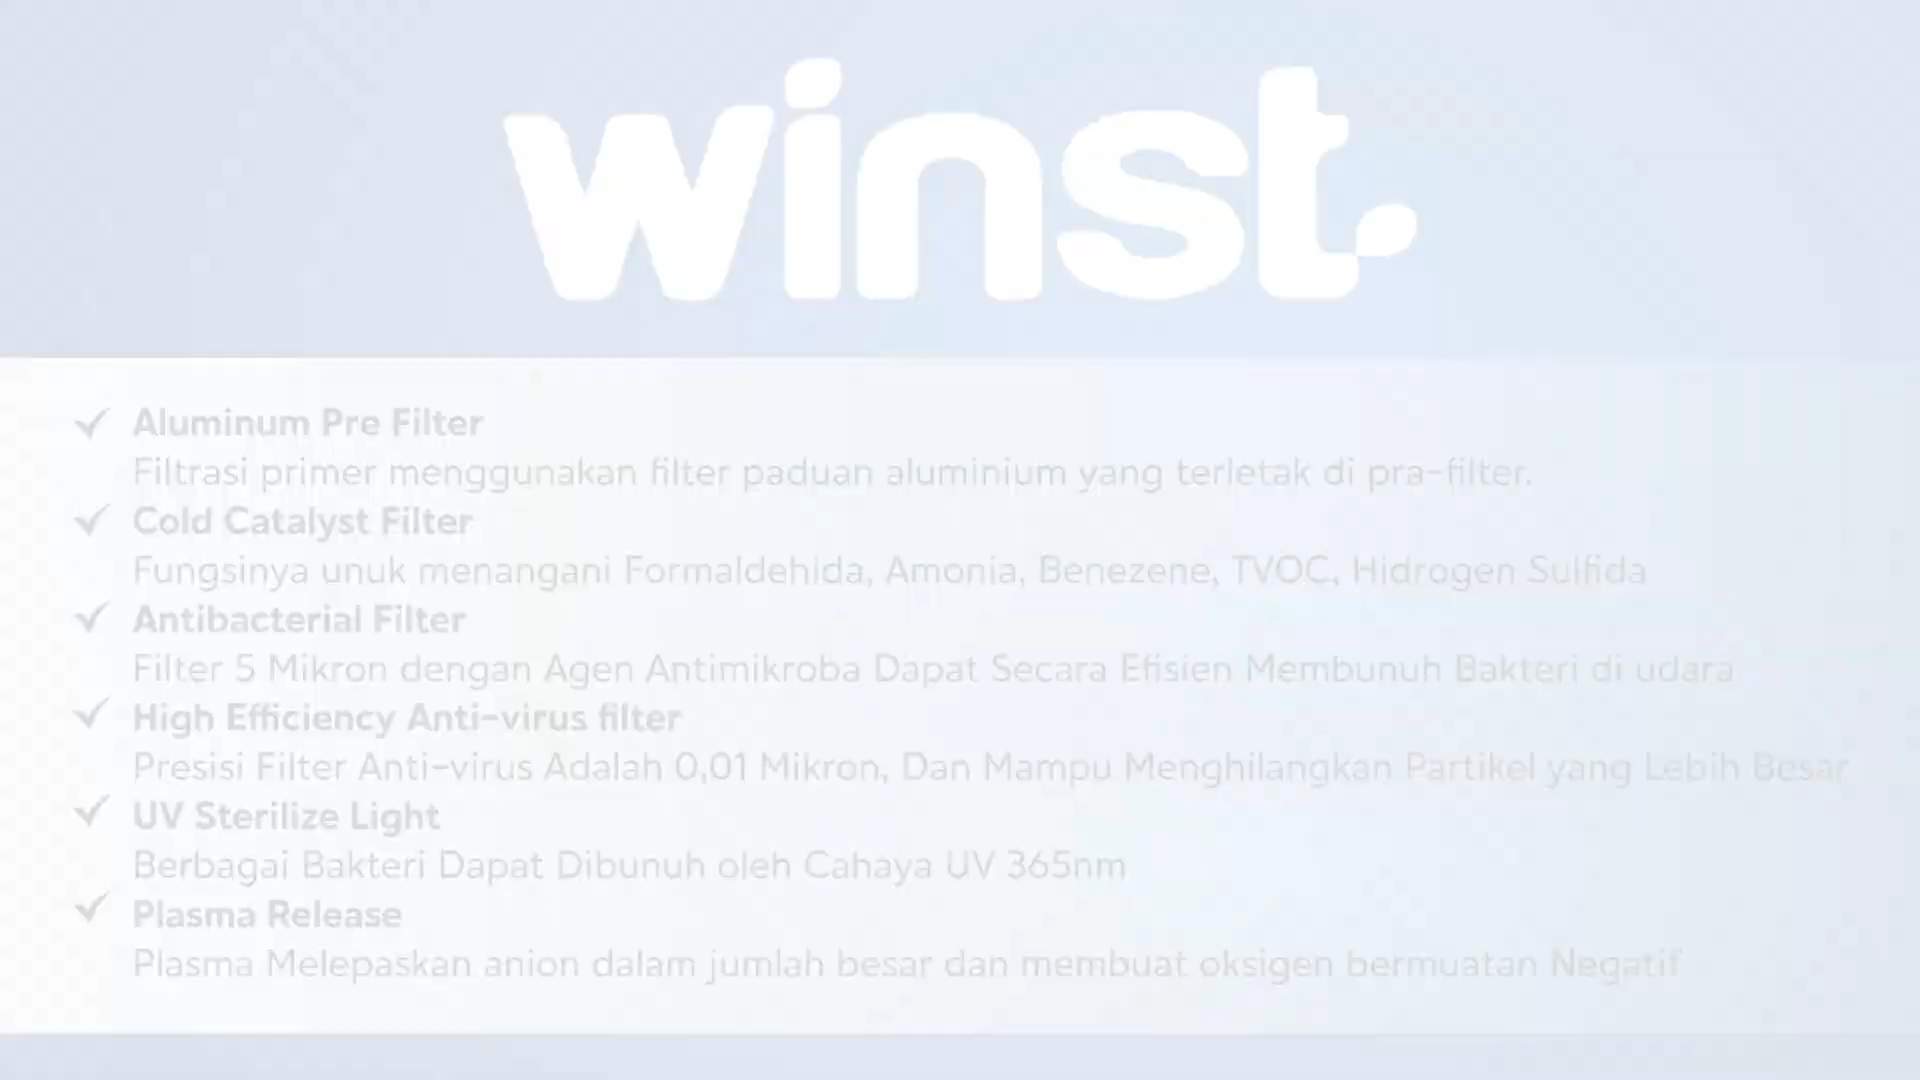 winst.
Aluminum Pre Filter
Filtrasi primer menggunakan filter paduan aluminium yang terletak di pra-filter.
Cold Catalyst Filter
Fungsinya unuk menangani Formaldehida, Amonia, Benezene, TVOC, Hidrogen Sulfida
Antibacterial Filter
Filter 5 Mikron dengan Agen Antimikroba Dapat Secara Efisien Membunuh Bakteri di udara
High Efficiency Anti-virus filter
Presisi Filter Anti-virus Adalah 0,01 Mikron, Dan Mampu Menghilangkan Partikel yang Lebih Besar
UV Sterilize Light
Berbagai Bakteri Dapat Dibunuh oleh Cahaya UV 365nm
Plasma Release
Plasma Melepaskan anion dalam jumlah besar dan membuat oksigen bermuatan Negatif